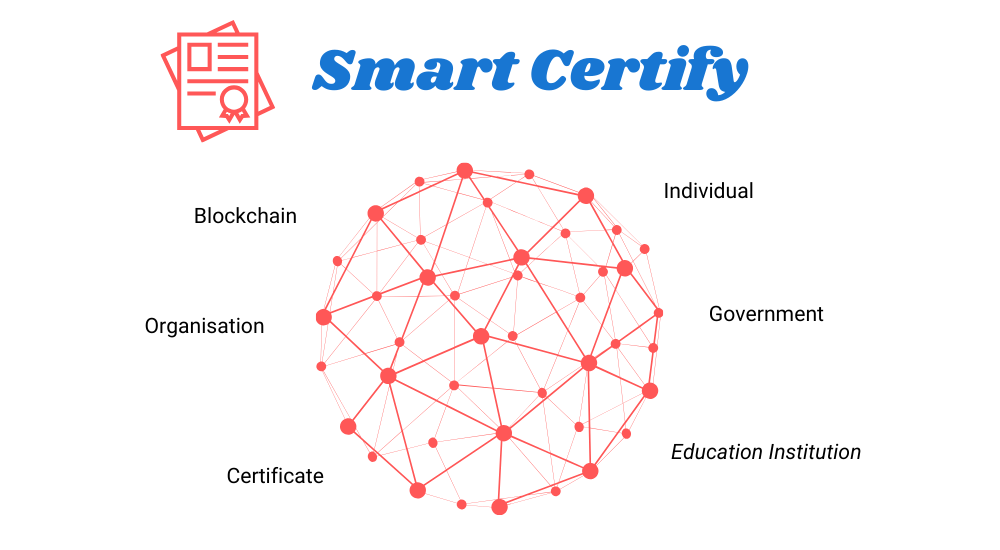 Smart Certify
Individual
Blockchain
Government
Organisation
Education Institution
Certificate